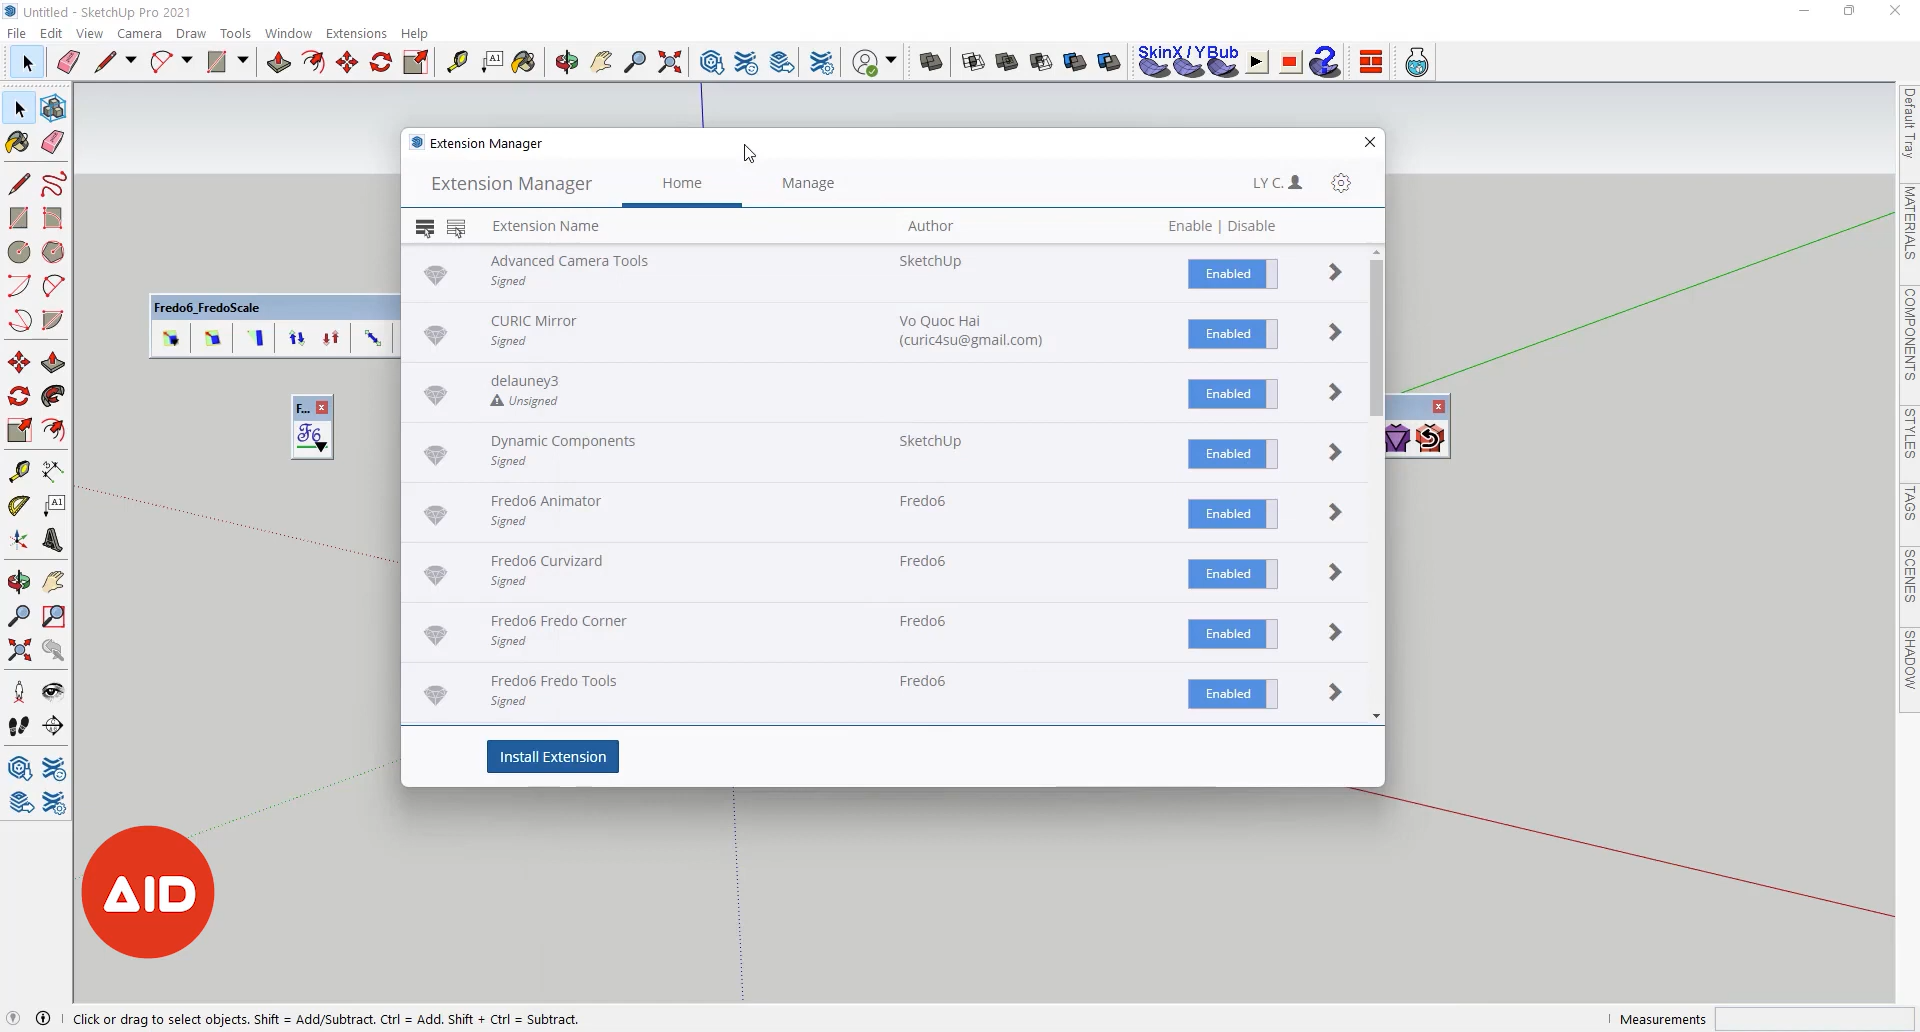 Untitled - SketchUp Pro 2021
File Edit View Camera Draw Tools Window Extensions Help
SkinX / Y Bub
A1
Extension Manager
Extension Manager Home Manage LY C.
Extension Name Author Enable | Disable
Advanced Camera Tools SketchUp Enabled
Signed
CURIC Mirror Vo Quoc Hai Enabled
Signed (curic4su@gmail.com)
delauney3 Enabled
Unsigned
Dynamic Components SketchUp Enabled
Signed
Fredo6 Animator Fredo6 Enabled
Signed
Fredo6 Curvizard Fredo6 Enabled
Signed
Fredo6 Fredo Corner Fredo6 Enabled
Signed
Fredo6 Fredo Tools Fredo6 Enabled
Signed
Install Extension
Fredo6_FredoScale
F...
F6
A1
Default Tray
MATERIALS
COMPONENTS
STYLES
TAGS
SCENES
SHADOW
AID
Click or drag to select objects. Shift = Add/Subtract. Ctrl = Add. Shift + Ctrl = Subtract.
Measurements